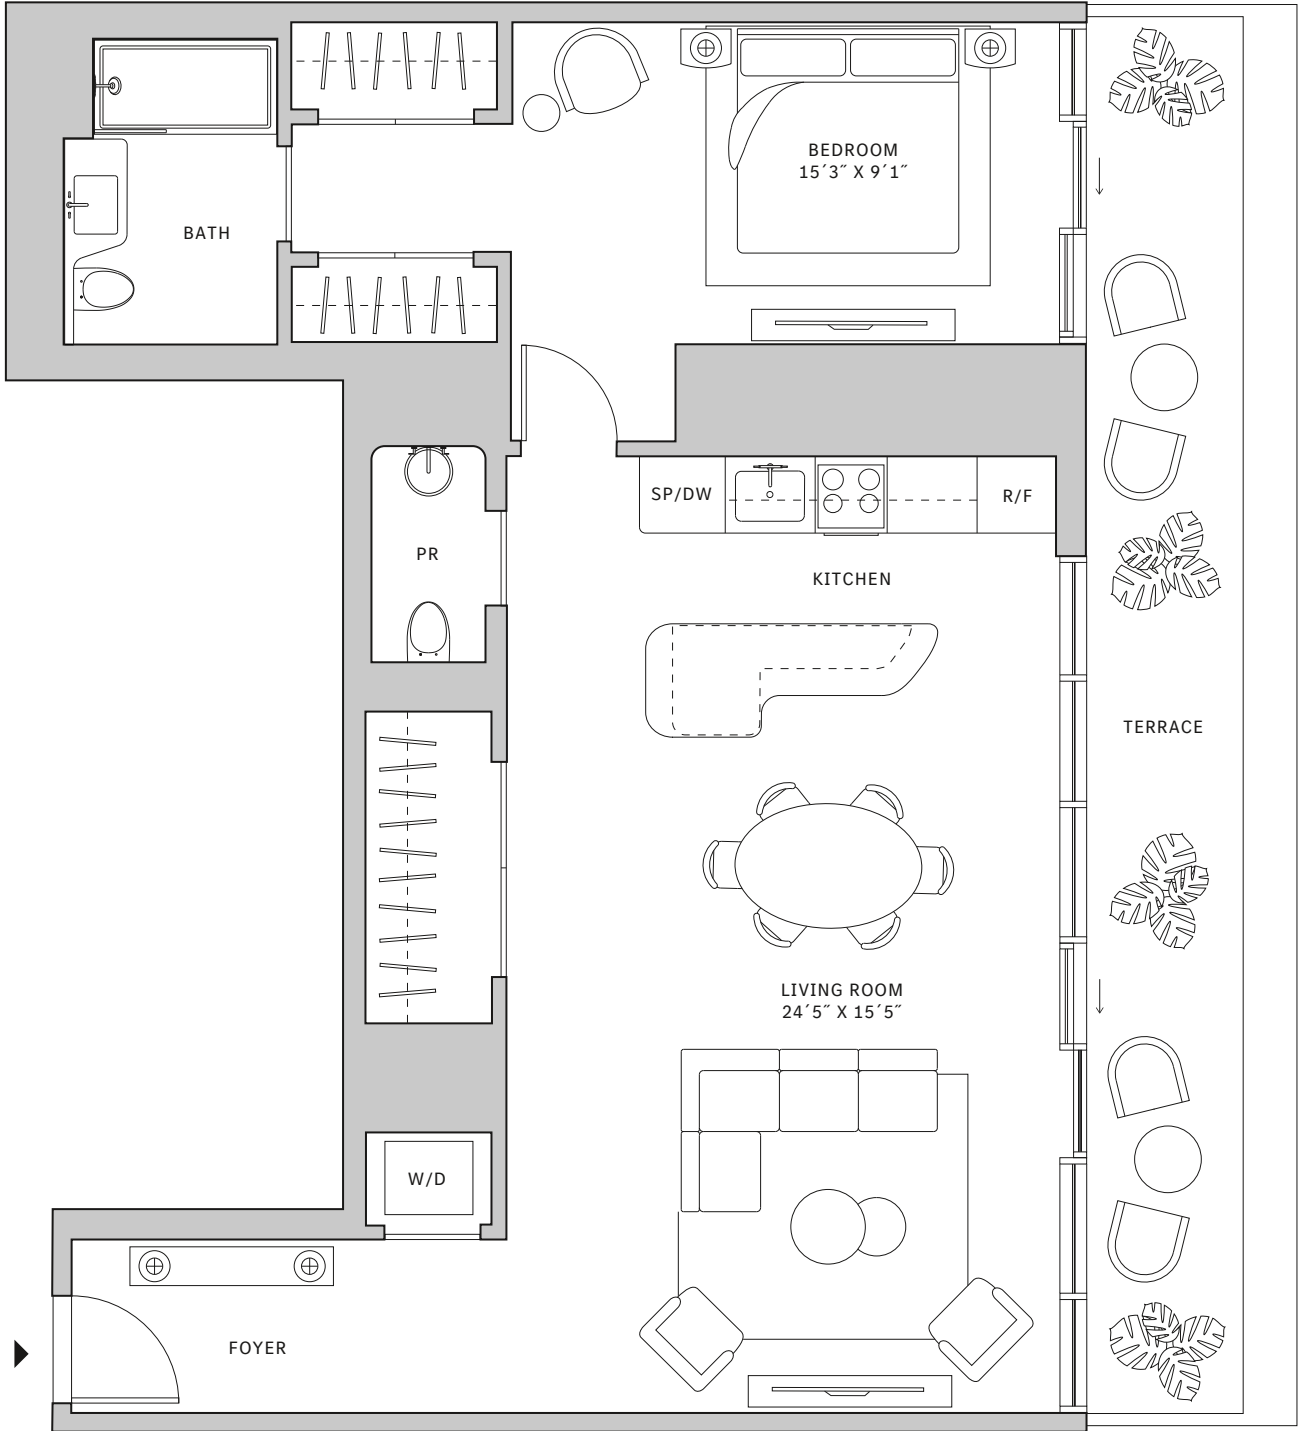 BEDROOM
15´3˝ X 9´1˝
BATH
SP/DW
R/F
PR
KITCHEN
TERRACE
LIVING ROOM
24´5˝ X 15´5˝
W/D
FOYER